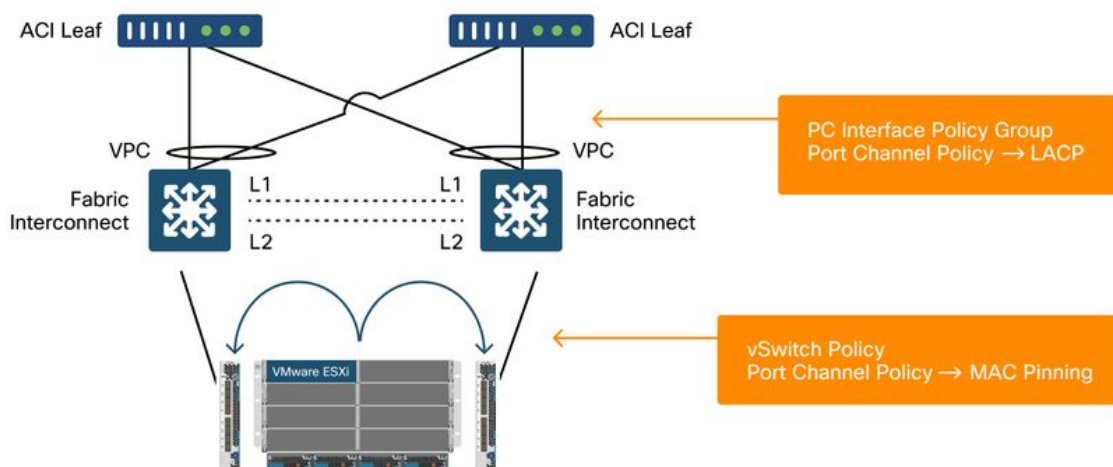 ACI Leaf
ACI Leaf
PC Interface Policy Group
Port Channel Policy → LACP
VPC
VPC
Fabric
Interconnect
L1
L1
L2
L2
Fabric
Interconnect
vSwitch Policy
Port Channel Policy → MAC Pinning
VMware ESXi